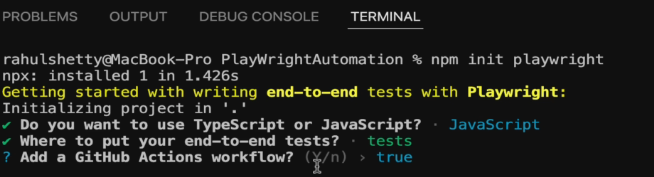 PROBLEMS OUTPUT DEBUG CONSOLE TERMINAL
rahulshetty@MacBook-Pro PlayWrightAutomation % npm init playwright
npx: installed 1 in 1.426s
Getting started with writing end-to-end tests with Playwright:
Initializing project in '.'
✔ Do you want to use TypeScript or JavaScript? · JavaScript
✔ Where to put your end-to-end tests? · tests
? Add a GitHub Actions workflow? (Y/n) › true